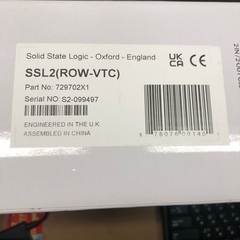 Solid State Logic - Oxford - England
SSL2(ROW-VTC)
Part No: 729702X1
Serial NO: S2-099497
ENGINEERED IN THE U.K.
ASSEMBLED IN CHINA
UK
CA
CE